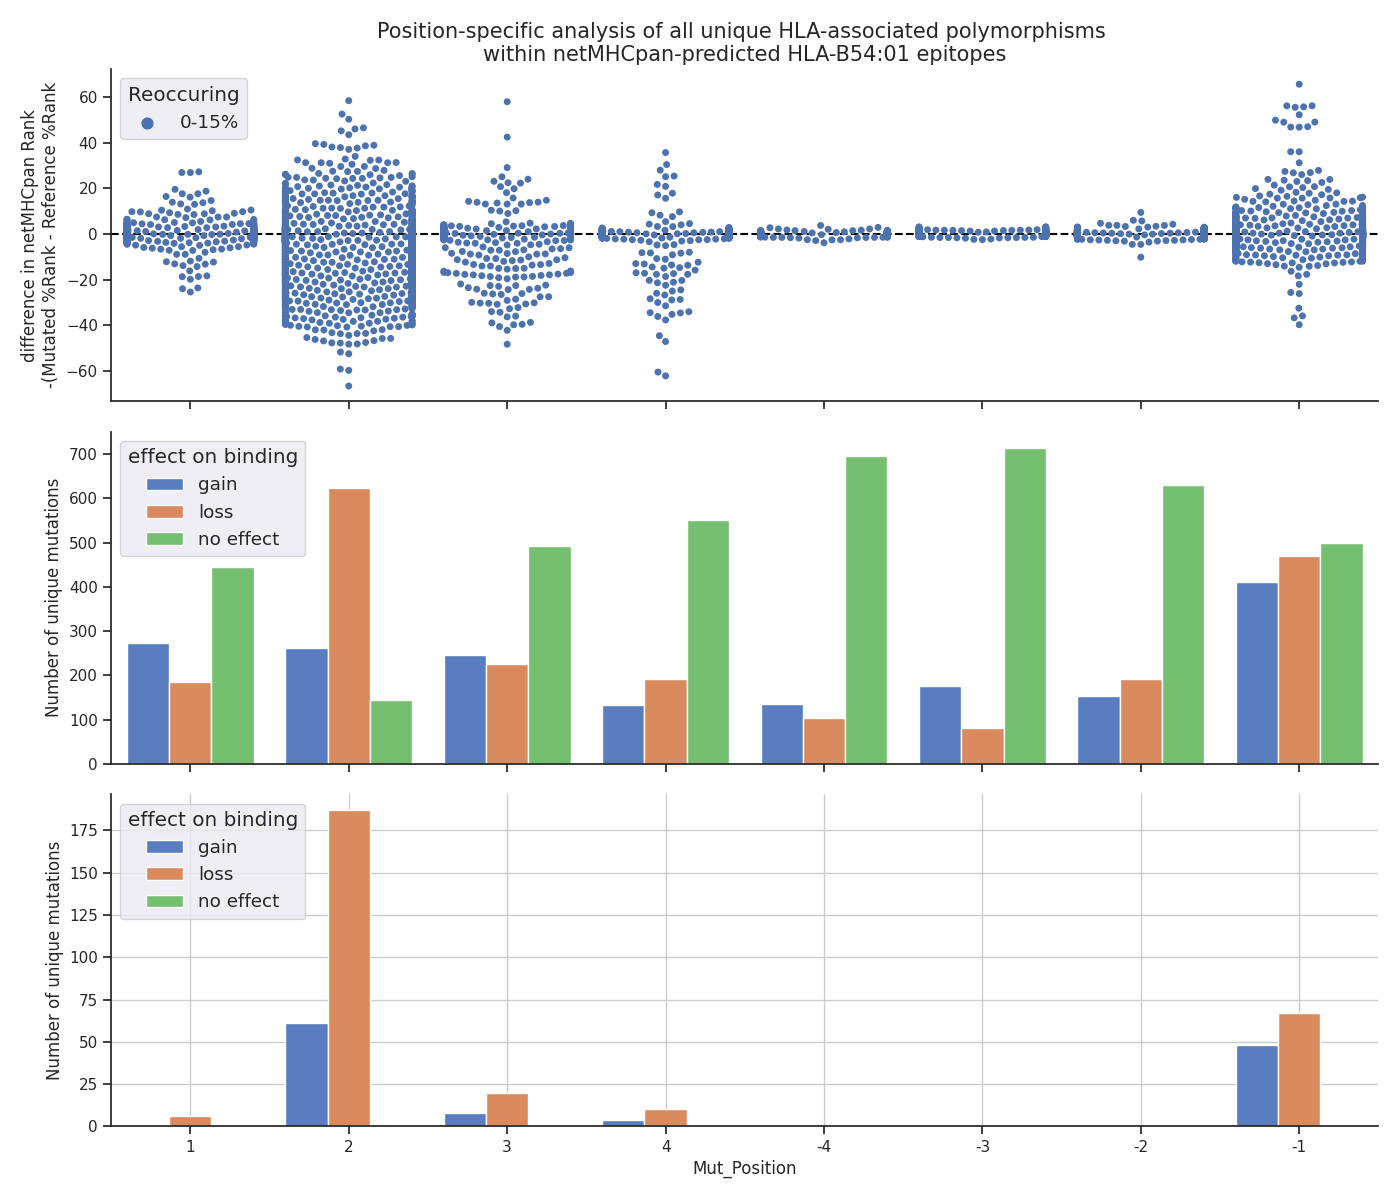 Position-specific analysis of all unique HLA-associated polymorphisms
within netMHCpan-predicted HLA-B54:01 epitopes
difference in netMHCpan Rank
-(Mutated %Rank - Reference %Rank
60
40
20
0
−20
−40
−60
Reoccuring
0-15%
Number of unique mutations
700
600
500
400
300
200
100
0
effect on binding
gain
loss
no effect
Number of unique mutations
175
150
125
100
75
50
25
0
effect on binding
gain
loss
no effect
1 2 3 4 -4 -3 -2 -1
Mut_Position